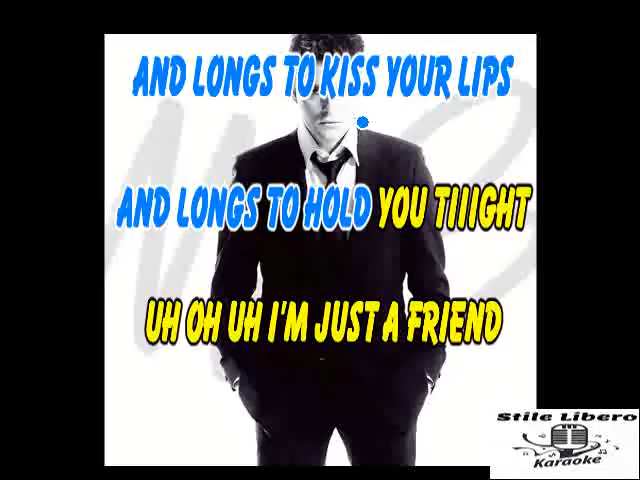 AND LONGS TO KISS YOUR LIPS
AND LONGS TO HOLD YOU TIIIGHT
UH OH UH I'M JUST A FRIEND
Stile Libero
Karaoke